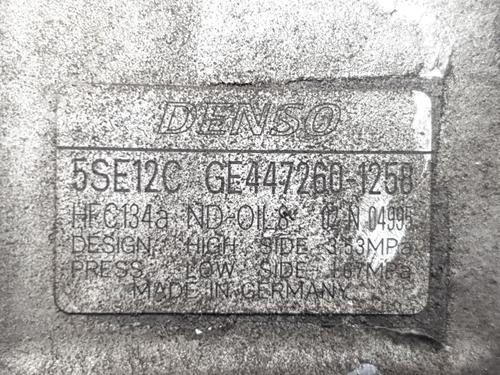 DENSO
5SE12C GE447260-1258
HFC134a ND-OIL8 02 N 04995
DESIGN HIGH SIDE 3.53MPa
PRESS. LOW SIDE 1.67MPa
MADE IN GERMANY